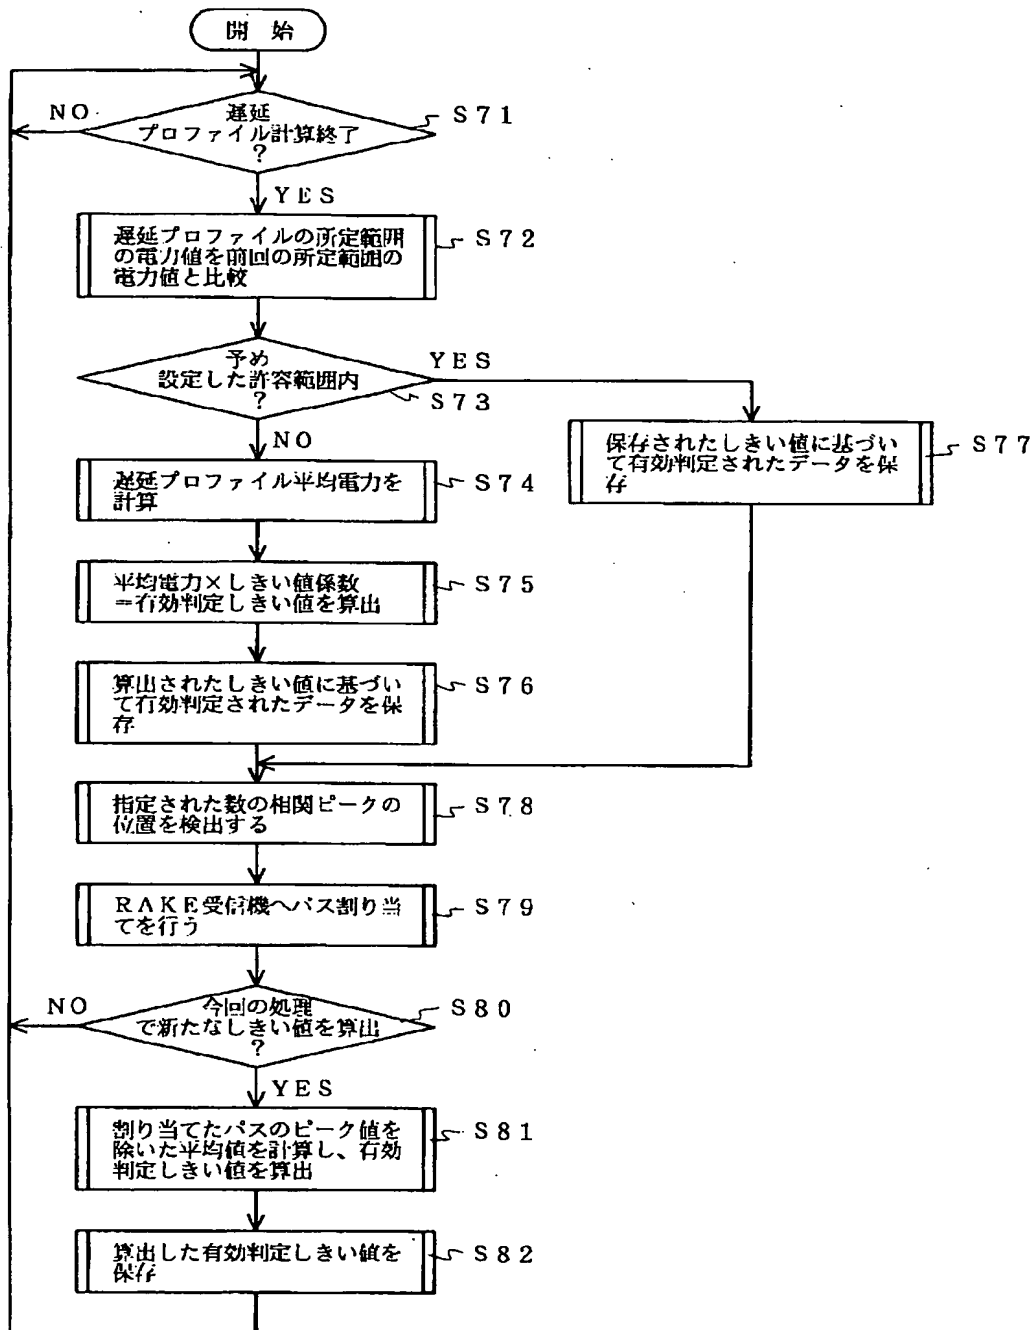 開 始
遅延
プロファイル計算終了
?
NO
S71
YES
遅延プロファイルの所定範囲
の電力値を前回の所定範囲の
電力値と比較
S72
予め
設定した許容範囲内
?
YES
S73
NO
保存されたしきい値に基づい
て有効判定されたデータを保
存
S77
遅延プロファイル平均電力を
計算
S74
平均電力×しきい値係数
=有効判定しきい値を算出
S75
算出されたしきい値に基づい
て有効判定されたデータを保
存
S76
指定された数の相関ピークの
位置を検出する
S78
RAKE受信機へパス割り当
てを行う
S79
今回の処理
で新たなしきい値を算出
?
NO
S80
YES
割り当てたパスのピーク値を
除いた平均値を計算し、有効
判定しきい値を算出
S81
算出した有効判定しきい値を
保存
S82